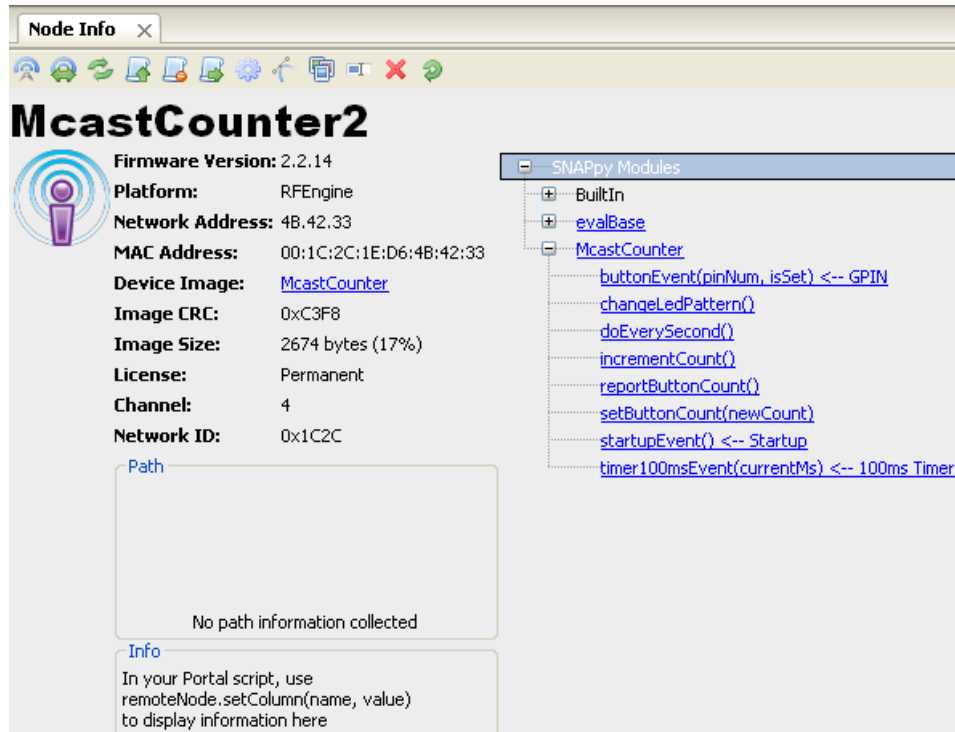 Node Info
McastCounter2
Firmware Version: 2.2.14
Platform: RFEngine
Network Address: 4B.42.33
MAC Address: 00:1C:2C:1E:D6:4B:42:33
Device Image: McastCounter
Image CRC: 0xC3F8
Image Size: 2674 bytes (17%)
License: Permanent
Channel: 4
Network ID: 0x1C2C
Path
No path information collected
Info
In your Portal script, use
remoteNode.setColumn(name, value)
to display information here
SNAPpy Modules
BuiltIn
evalBase
McastCounter
buttonEvent(pinNum, isSet) <-- GPIN
changeLedPattern()
doEverySecond()
incrementCount()
reportButtonCount()
setButtonCount(newCount)
startupEvent() <-- Startup
timer100msEvent(currentMs) <-- 100ms Timer